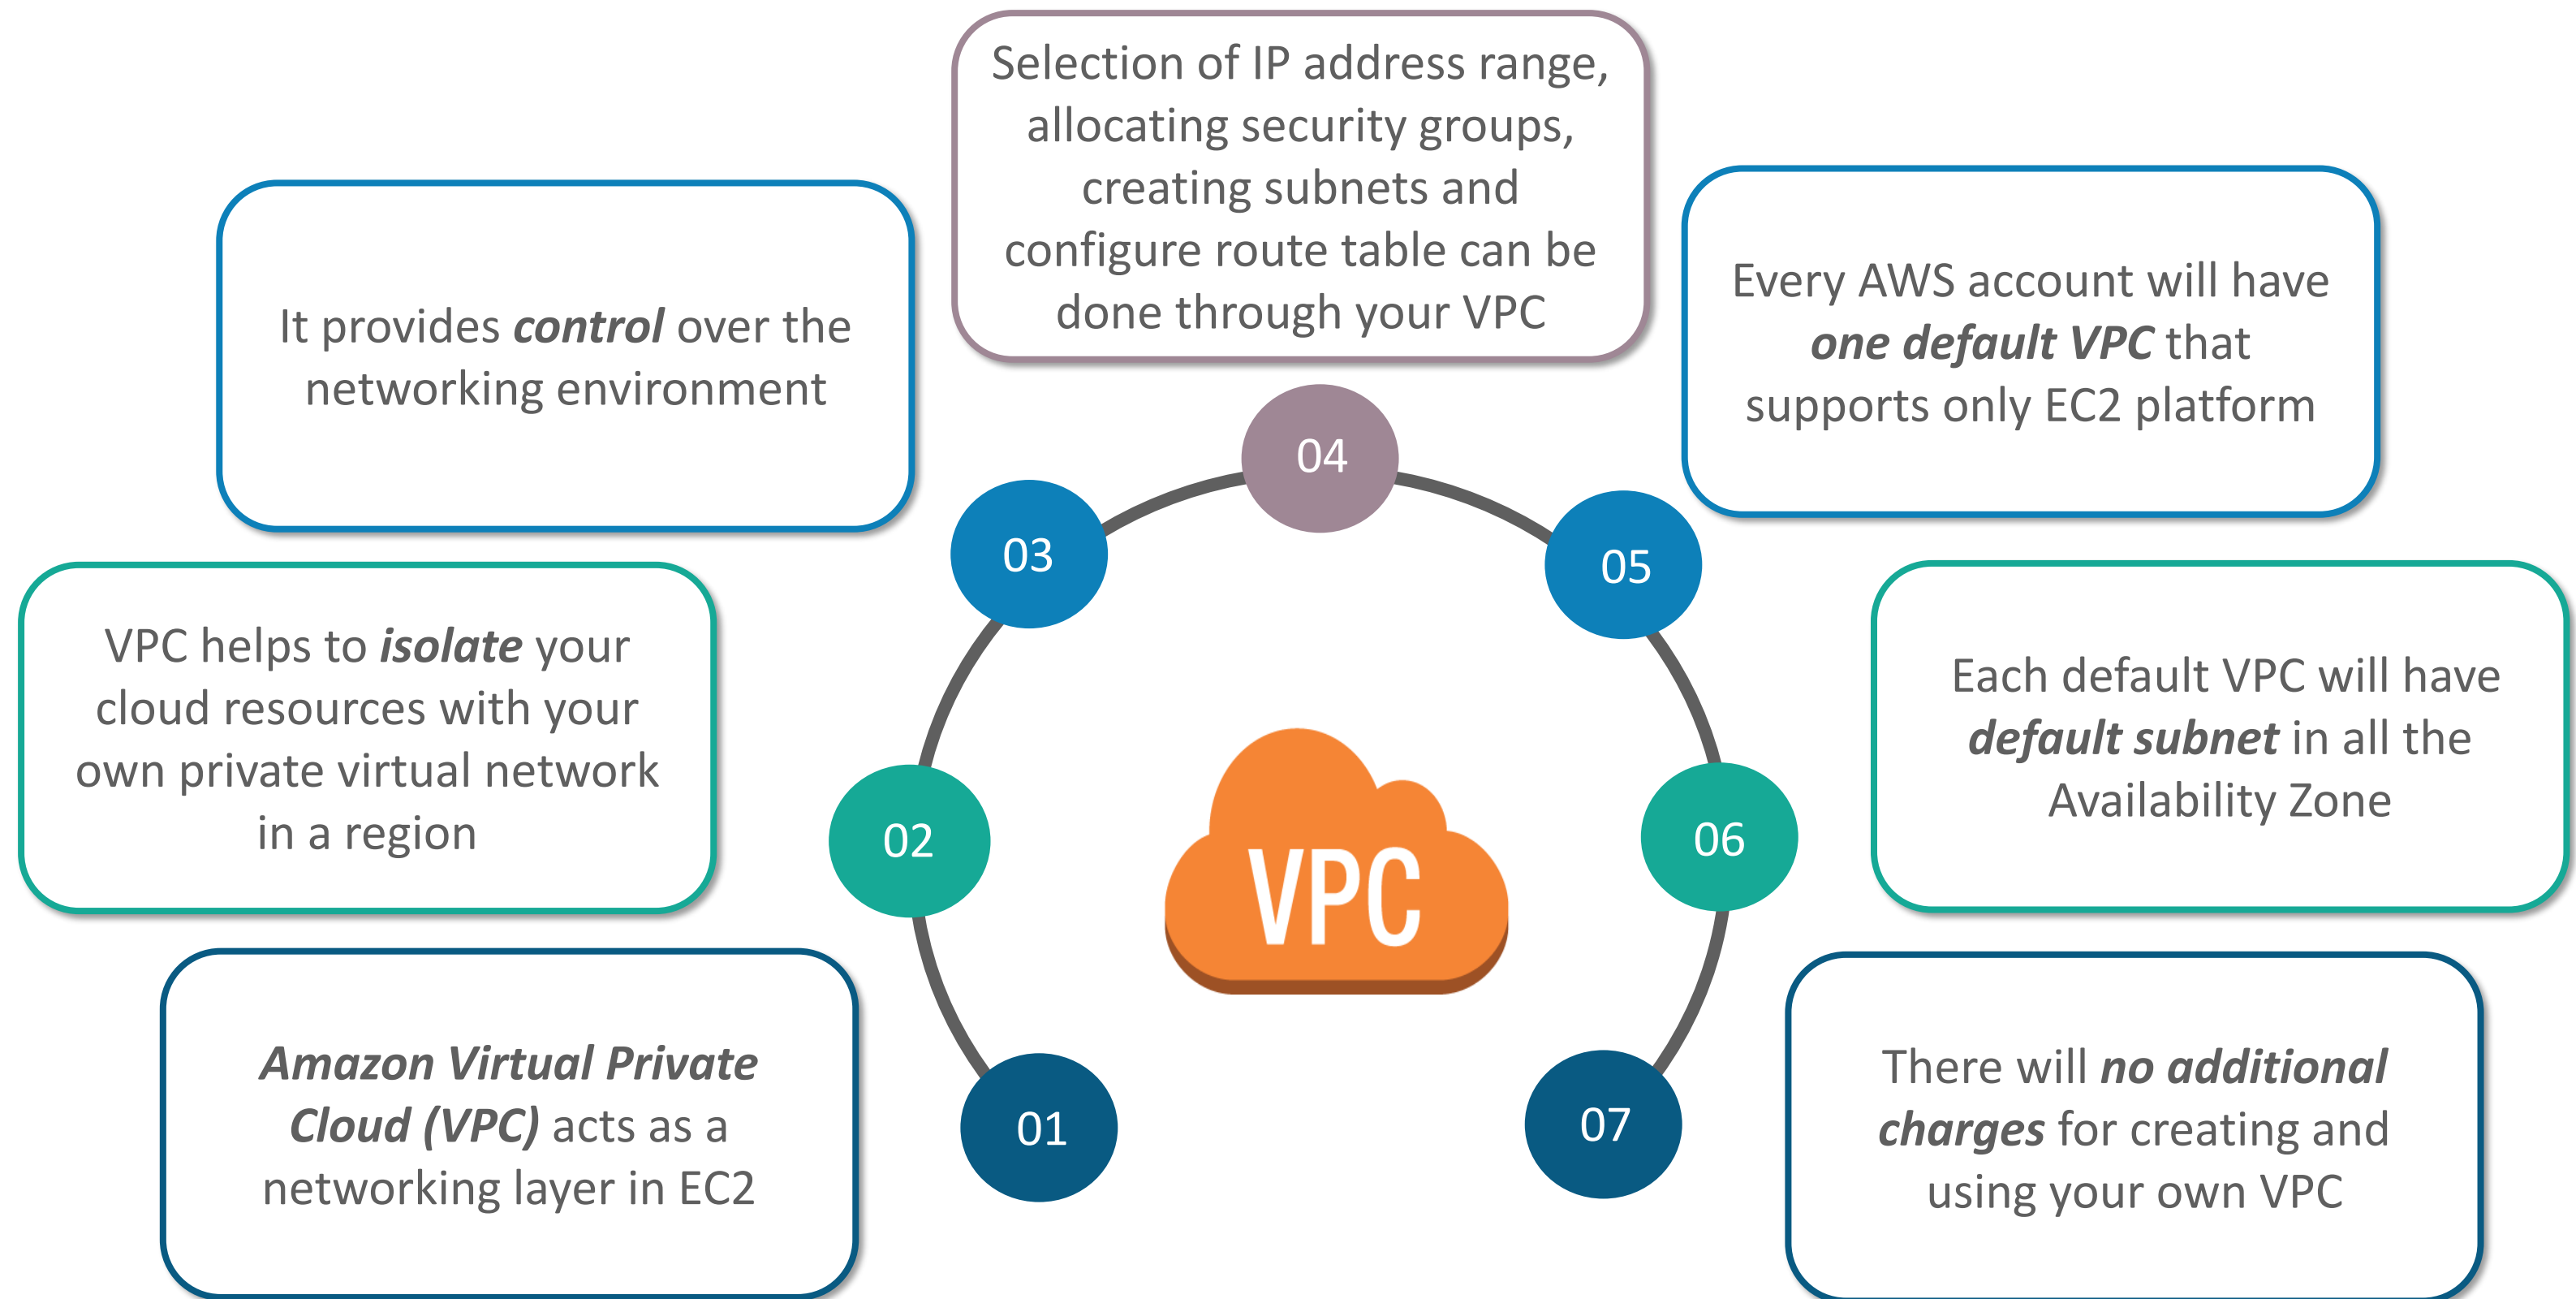 01
Amazon Virtual Private
Cloud (VPC) acts as a
networking layer in EC2
02
VPC helps to isolate your
cloud resources with your
own private virtual network
in a region
03
It provides control over the
networking environment
04
Selection of IP address range,
allocating security groups,
creating subnets and
configure route table can be
done through your VPC
05
Every AWS account will have
one default VPC that
supports only EC2 platform
06
Each default VPC will have
default subnet in all the
Availability Zone
07
There will no additional
charges for creating and
using your own VPC
VPC